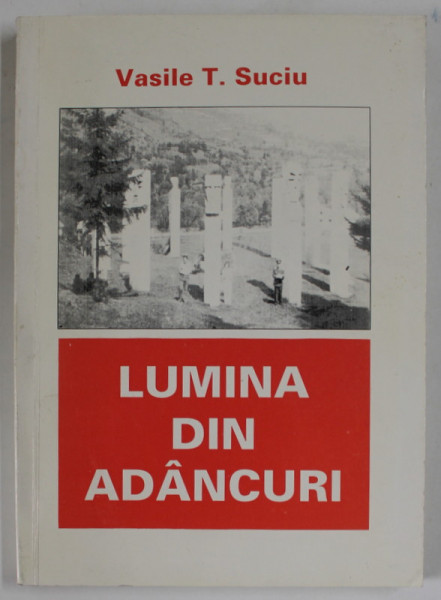 Vasile T. Suciu
LUMINA
DIN
ADÂNCURI